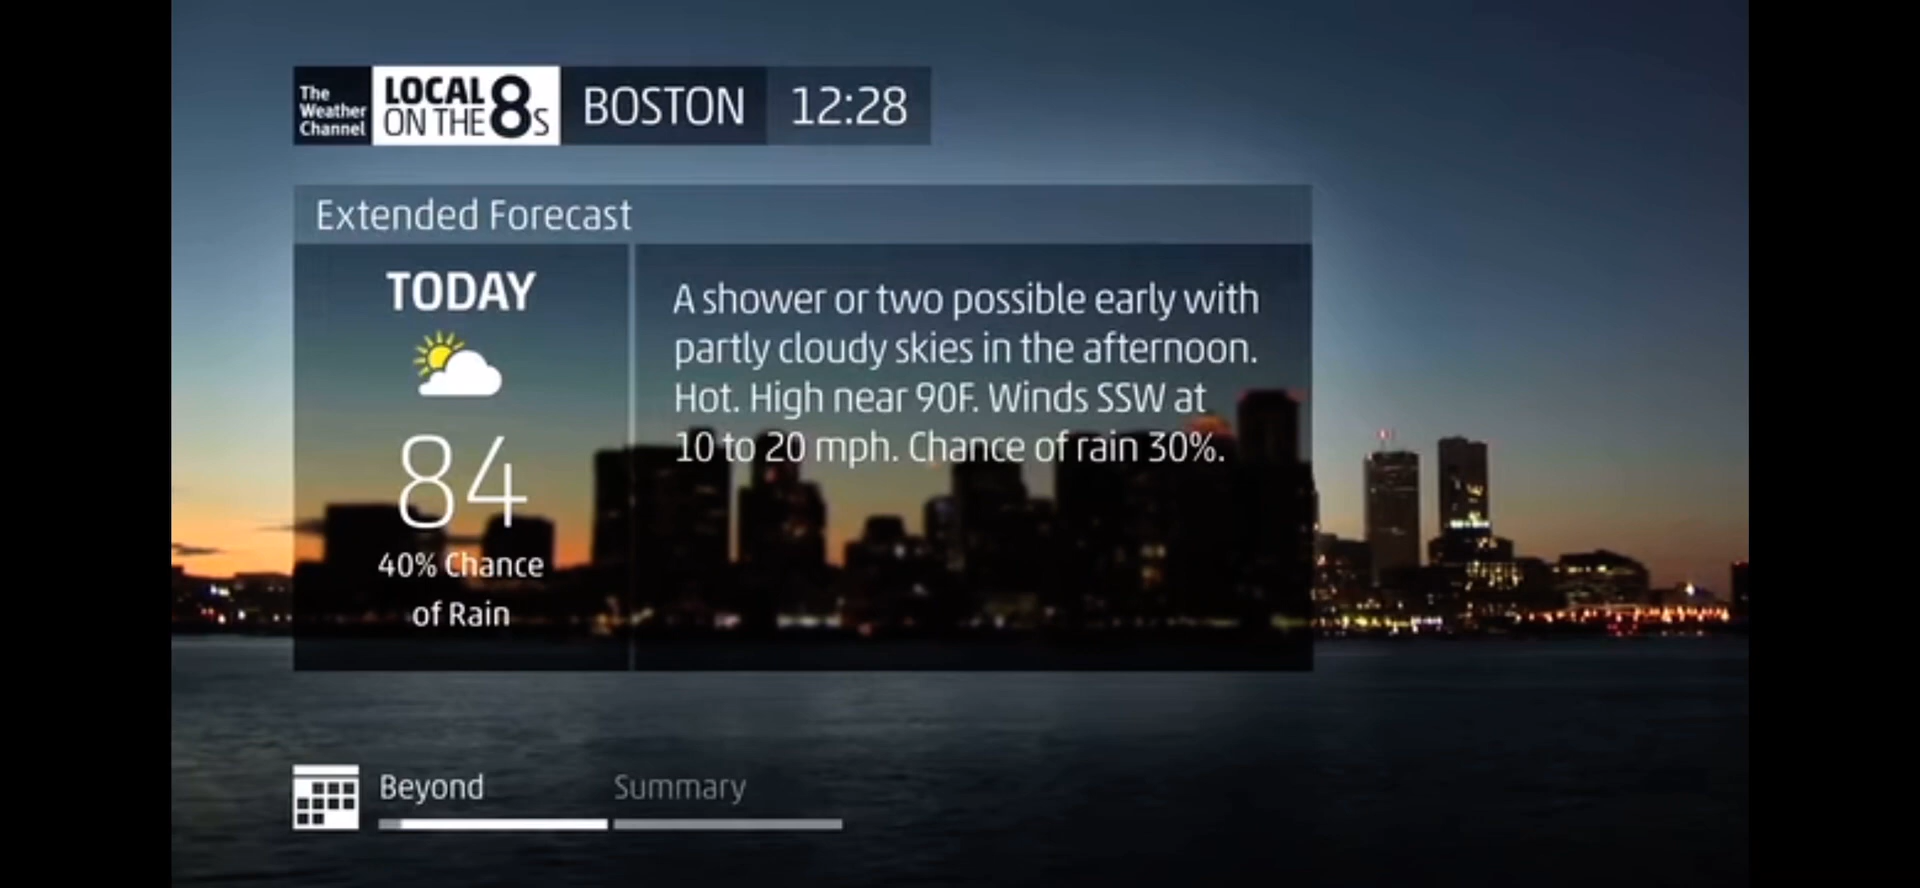 The
Weather
Channel
LOCAL
ON THE 8s
BOSTON
12:28
Extended Forecast
TODAY
84
40% Chance
of Rain
A shower or two possible early with
partly cloudy skies in the afternoon.
Hot. High near 90F. Winds SSW at
10 to 20 mph. Chance of rain 30%.
Beyond
Summary